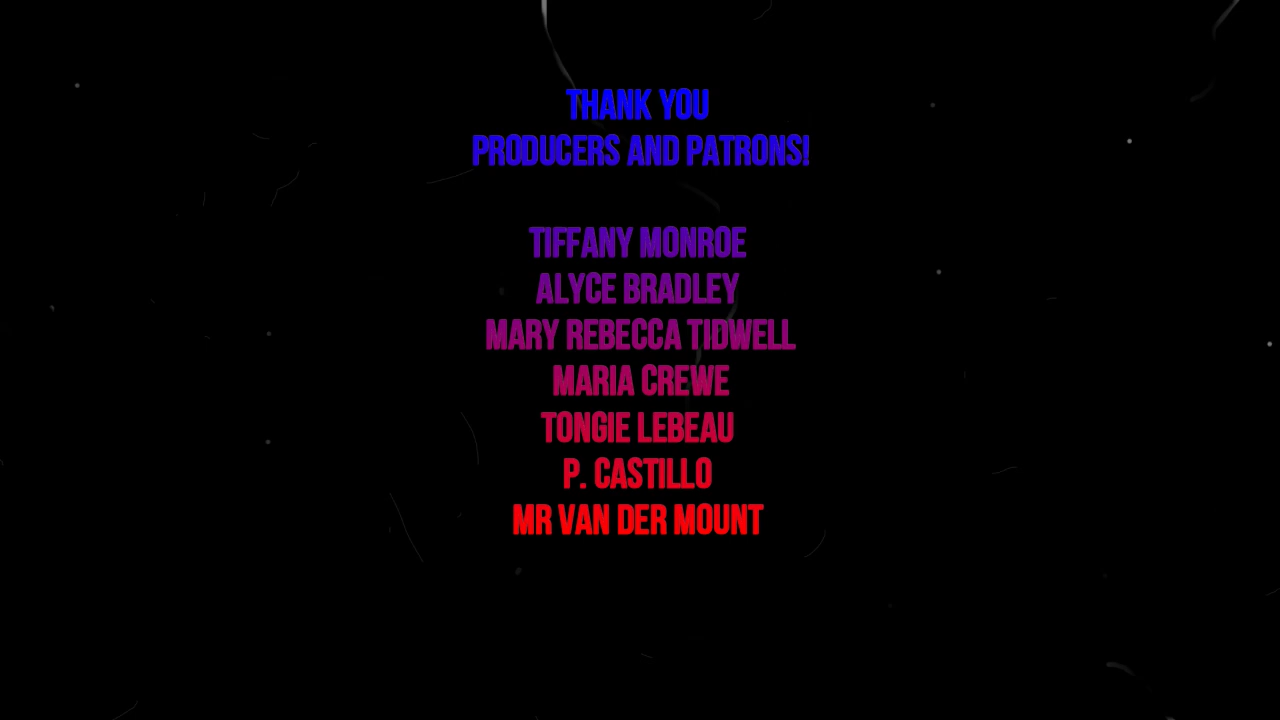 THANK YOU
PRODUCERS AND PATRONS!
TIFFANY MONROE
ALYCE BRADLEY
MARY REBECCA TIDWELL
MARIA CREWE
TONGIE LEBEAU
P. CASTILLO
MR VAN DER MOUNT